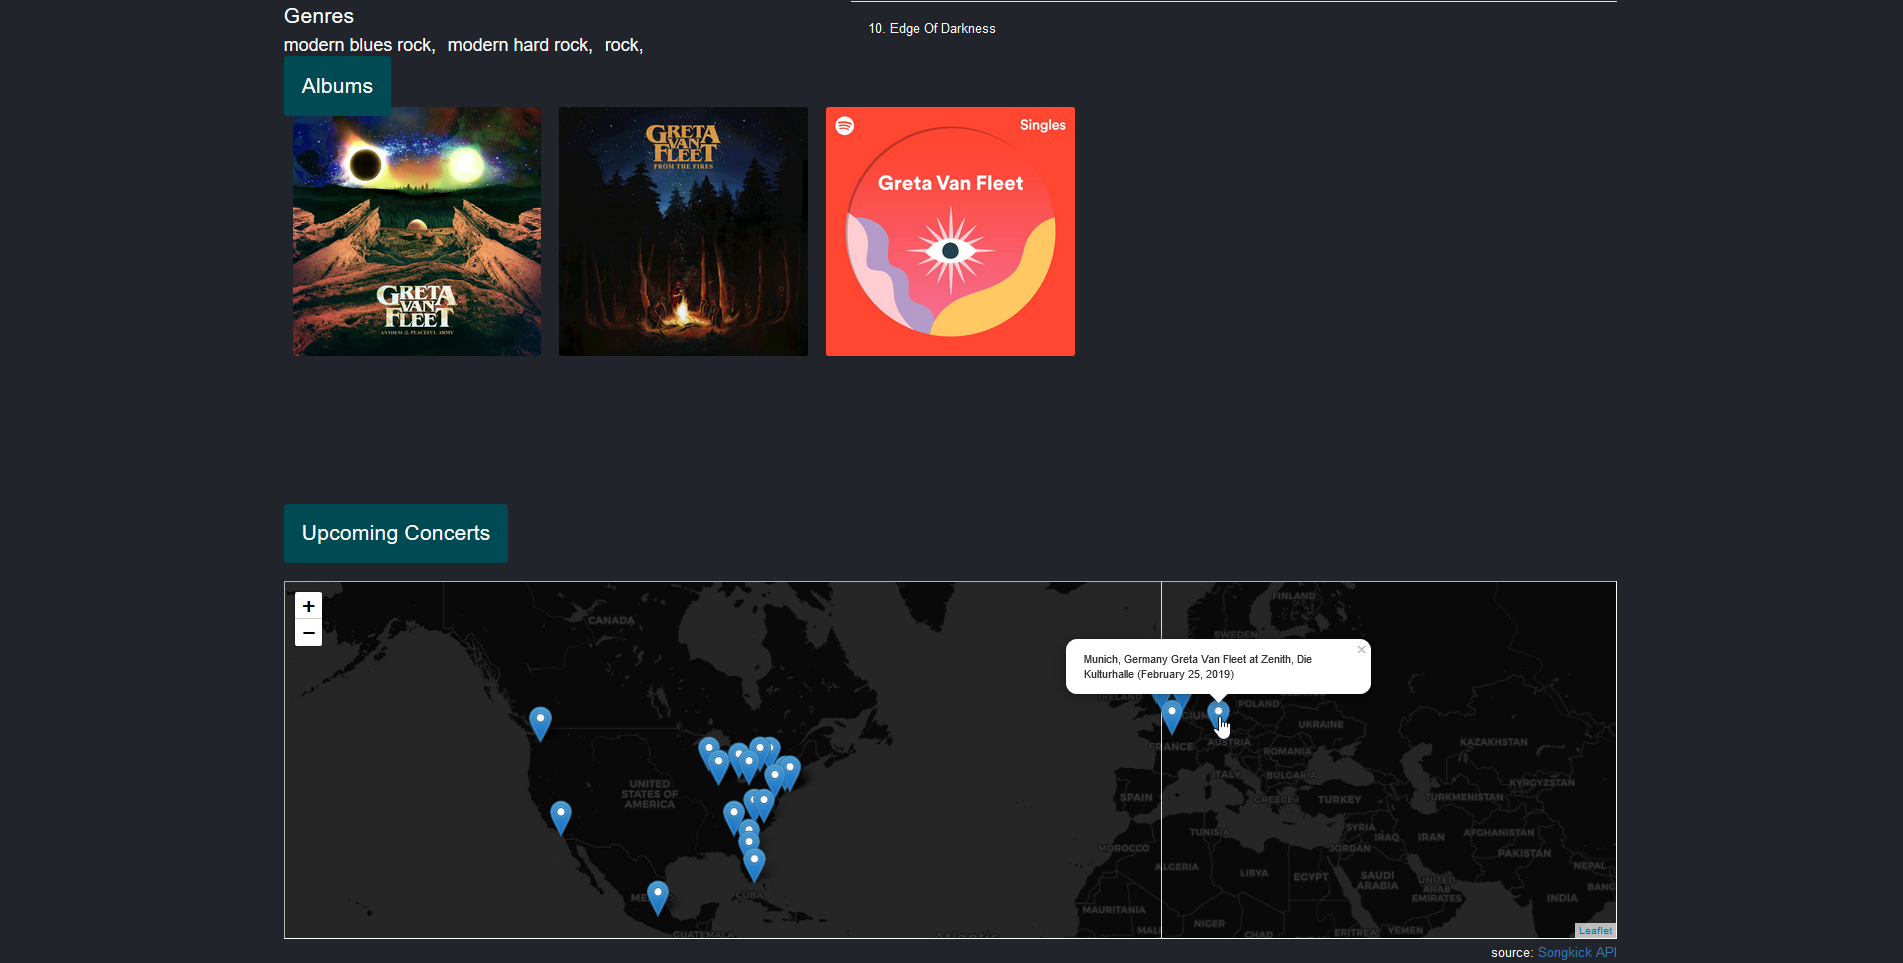 Genres
10. Edge Of Darkness
modern blues rock, modern hard rock, rock,
Albums
GRETA
VAN
FLEET
ANTHEM OF THE PEACEFUL ARMY
GRETA
VAN
FLEET
FROM THE FIRES
Singles
Greta Van Fleet
Upcoming Concerts
+
−
CANADA
FINLAND
SWEDEN
Munich, Germany Greta Van Fleet at Zenith, Die
Kulturhalle (February 25, 2019)
×
IRELAND
POLAND
UKRAINE
FRANCE
AUSTRIA
ROMANIA
KAZAKHSTAN
ITALY
BULGARIA
KYRGYZSTAN
UNITED
STATES OF
AMERICA
SPAIN
GREECE
TURKEY
TURKMENISTAN
TUNISIA
SYRIA
IRAQ
IRAN
AFGHANISTAN
MOROCCO
JORDAN
PAKISTAN
ALGERIA
LIBYA
EGYPT
SAUDI
ARABIA
NEPAL
UNITED
ARAB
EMIRATES
BANG
INDIA
CUBA
MAURITANIA
NIGER
MALI
CHAD
ERITREA
YEMEN
GUATEMALA
Atlantic
Leaflet
source: Songkick API